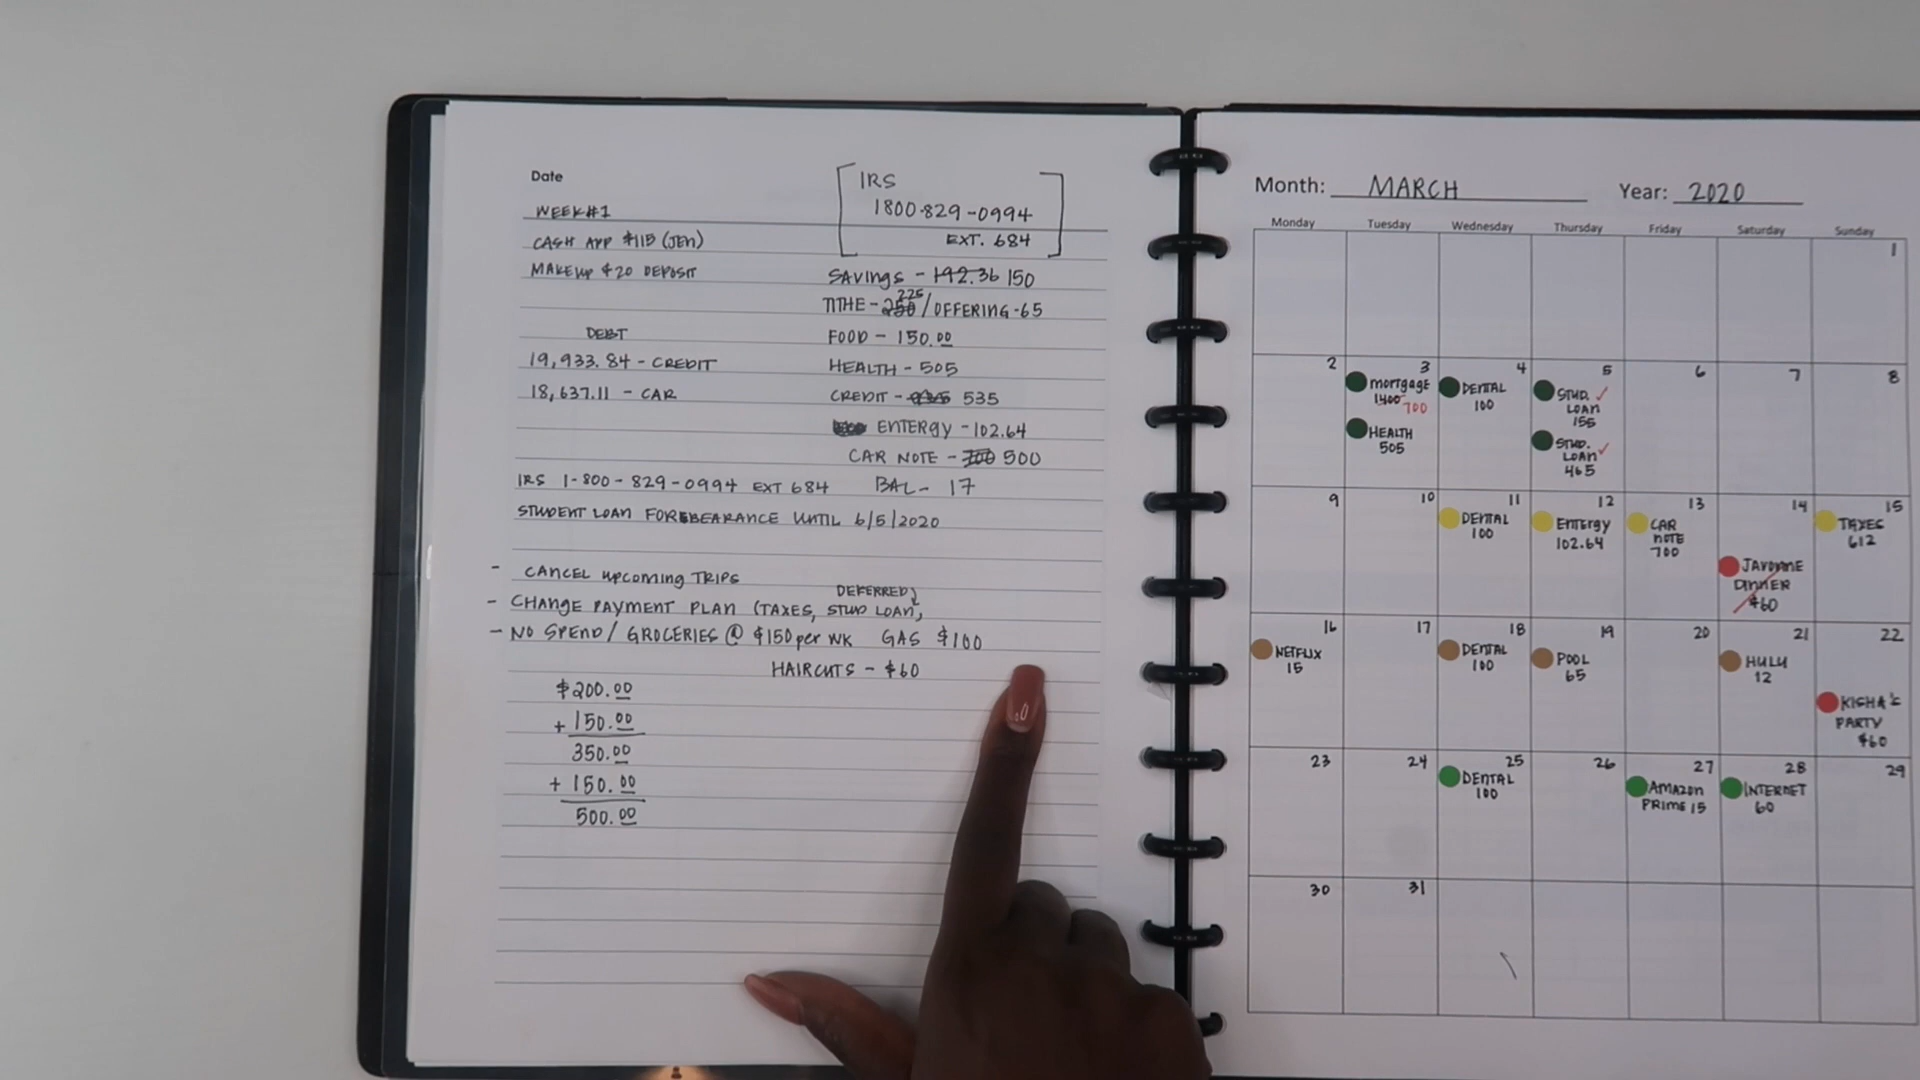 Date
WEEK#1
CASH APP $115 (JEN)
MAKEUP $20 DEPOSIT
DEBT
19,933.84 - CREDIT
18,637.11 - CAR
[IRS
1800-829-0994
EXT. 684]
SAVINGS - 192.36 150
TITHE - 250 225 / OFFERING - 65
FOOD - 150.00
HEALTH - 505
CREDIT - 535
ENTERGY - 102.64
CAR NOTE - 700 500
IRS 1-800-829-0994 EXT 684 BAL - 17
STUDENT LOAN FOREBEARANCE UNTIL 6/5/2020
- CANCEL UPCOMING TRIPS
DEFERRED
- CHANGE PAYMENT PLAN (TAXES, STUD LOAN,
- NO SPEND / GROCERIES @ $150 per WK GAS $100
HAIRCUTS - $60
$200.00
+ 150.00
350.00
+ 150.00
500.00
Month: MARCH Year: 2020
Monday Tuesday Wednesday Thursday Friday Saturday Sunday
1
2 3 4 5 6 7 8
MORTGAGE
1400 700
HEALTH
505
DENTAL
100
STUD. ✓
LOAN
155
STUD. ✓
LOAN
465
9 10 11 12 13 14 15
DENTAL
100
ENTERGY
102.64
CAR
NOTE
700
JAVONNE
DINNER
$60
TAXES
612
16 17 18 19 20 21 22
NETFLIX
15
DENTAL
100
POOL
65
HULU
12
KISHA'S
PARTY
$60
23 24 25 26 27 28 29
DENTAL
100
AMAZON
PRIME 15
INTERNET
60
30 31